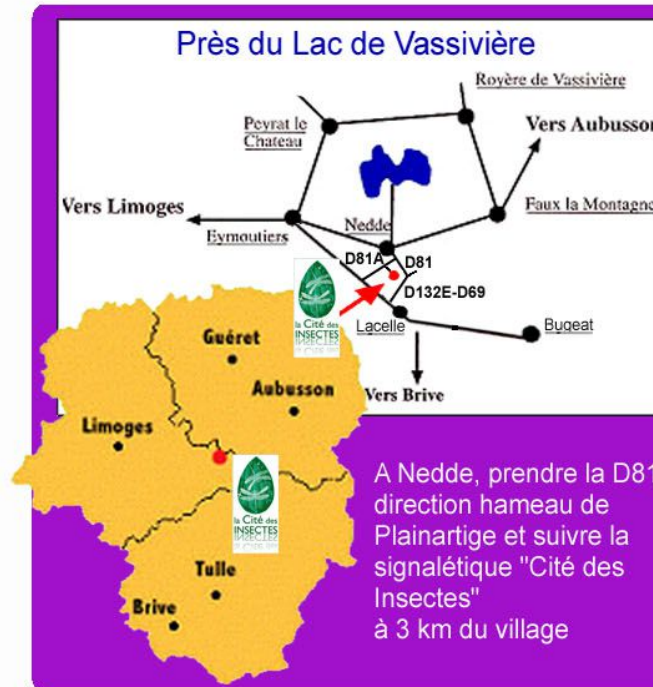 Près du Lac de Vassivière
Royère de Vassivière
Peyrat le
Chateau
Vers Aubusson
Vers Limoges
Nedde
Faux la Montagne
Eymoutiers
D81A
D81
D132E-D69
la Cité des
INSECTES
Lacelle
Bugeat
Vers Brive
Guéret
Aubusson
Limoges
la Cité des
INSECTES
Tulle
Brive
A Nedde, prendre la D81
direction hameau de
Plainartige et suivre la
signalétique "Cité des
Insectes"
à 3 km du village